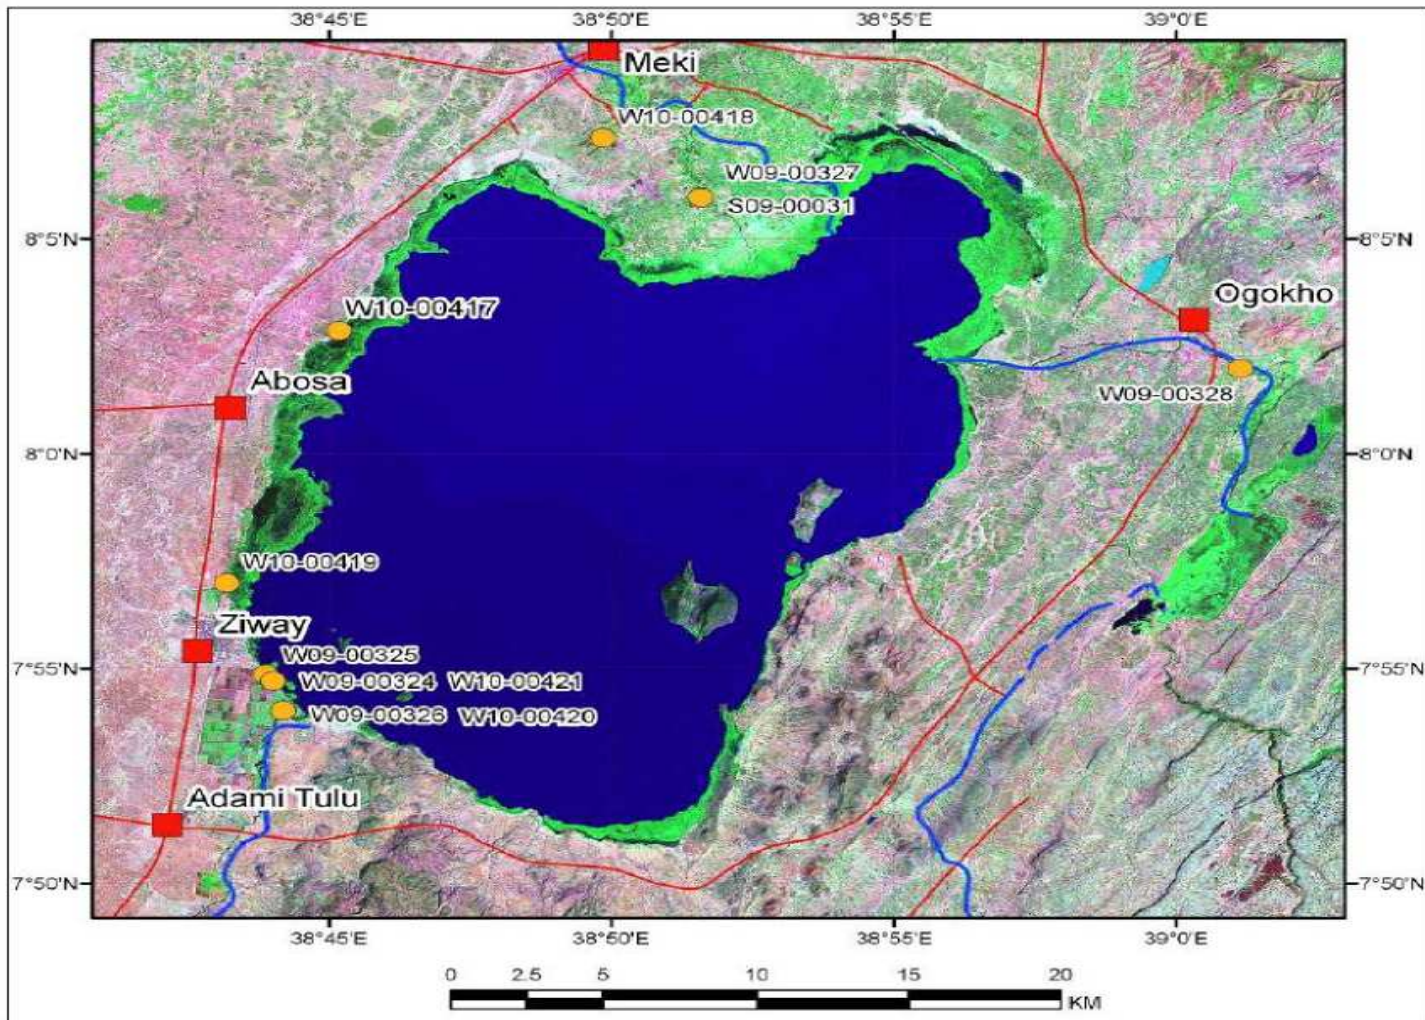 38°45'E 38°50'E 38°55'E 39°0'E
Meki
W10-00418
W09-00327
S09-00031
8°5'N 8°5'N
Ogokho
W10-00417
Abosa
W09-00328
8°0'N 8°0'N
W10-00419
Ziway
W09-00325
7°55'N 7°55'N
W09-00324 W10-00421
W09-00326 W10-00420
Adami Tulu
7°50'N 7°50'N
38°45'E 38°50'E 38°55'E 39°0'E
0 2.5 5 10 15 20
KM